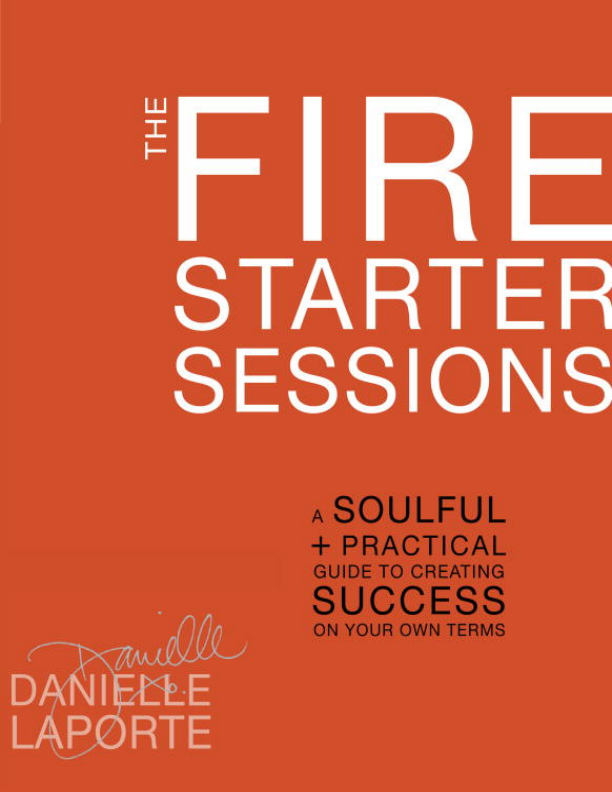 THE
FIRE
STARTER
SESSIONS
A SOULFUL
+ PRACTICAL
GUIDE TO CREATING
SUCCESS
ON YOUR OWN TERMS
Danielle
DANIELLE
LAPORTE